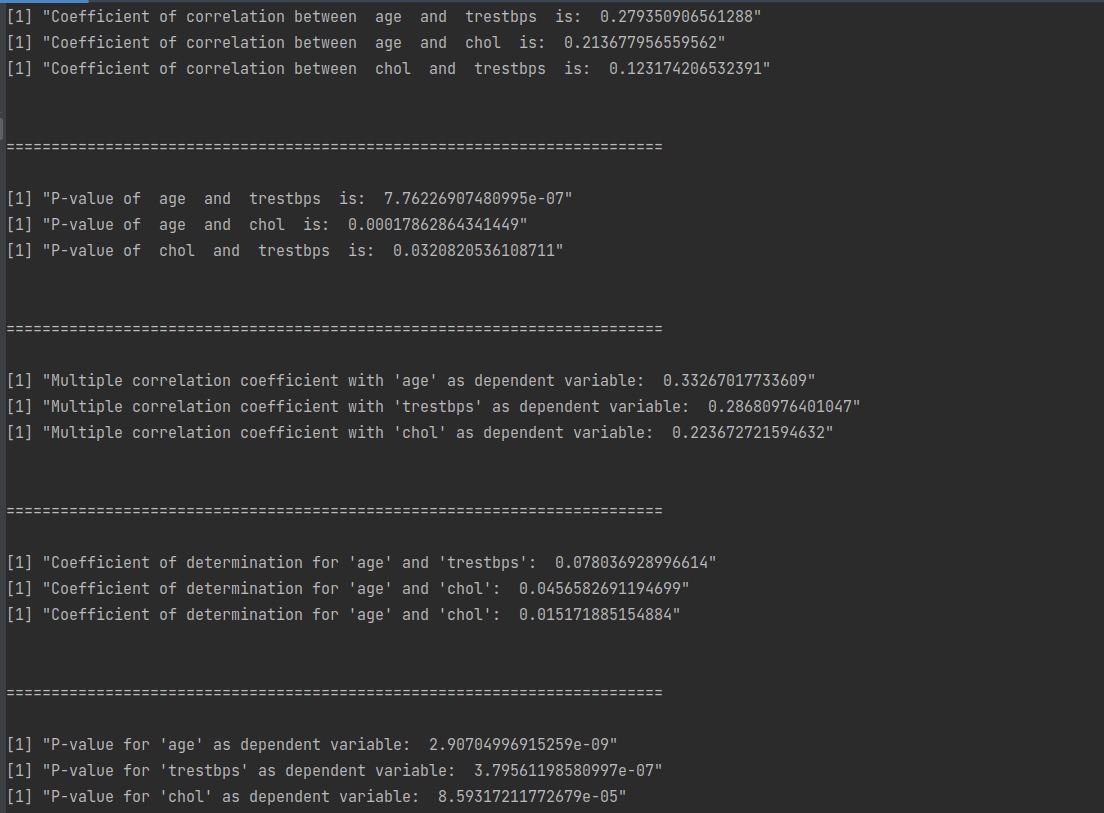 [1] "Coefficient of correlation between  age  and  trestbps  is:  0.279350906561288"
[1] "Coefficient of correlation between  age  and  chol  is:  0.213677956559562"
[1] "Coefficient of correlation between  chol  and  trestbps  is:  0.123174206532391"
=========================================================================
[1] "P-value of  age  and  trestbps  is:  7.76226907480995e-07"
[1] "P-value of  age  and  chol  is:  0.00017862864341449"
[1] "P-value of  chol  and  trestbps  is:  0.0320820536108711"
=========================================================================
[1] "Multiple correlation coefficient with 'age' as dependent variable:  0.33267017733609"
[1] "Multiple correlation coefficient with 'trestbps' as dependent variable:  0.28680976401047"
[1] "Multiple correlation coefficient with 'chol' as dependent variable:  0.223672721594632"
=========================================================================
[1] "Coefficient of determination for 'age' and 'trestbps':  0.078036928996614"
[1] "Coefficient of determination for 'age' and 'chol':  0.0456582691194699"
[1] "Coefficient of determination for 'age' and 'chol':  0.015171885154884"
=========================================================================
[1] "P-value for 'age' as dependent variable:  2.90704996915259e-09"
[1] "P-value for 'trestbps' as dependent variable:  3.79561198580997e-07"
[1] "P-value for 'chol' as dependent variable:  8.59317211772679e-05"